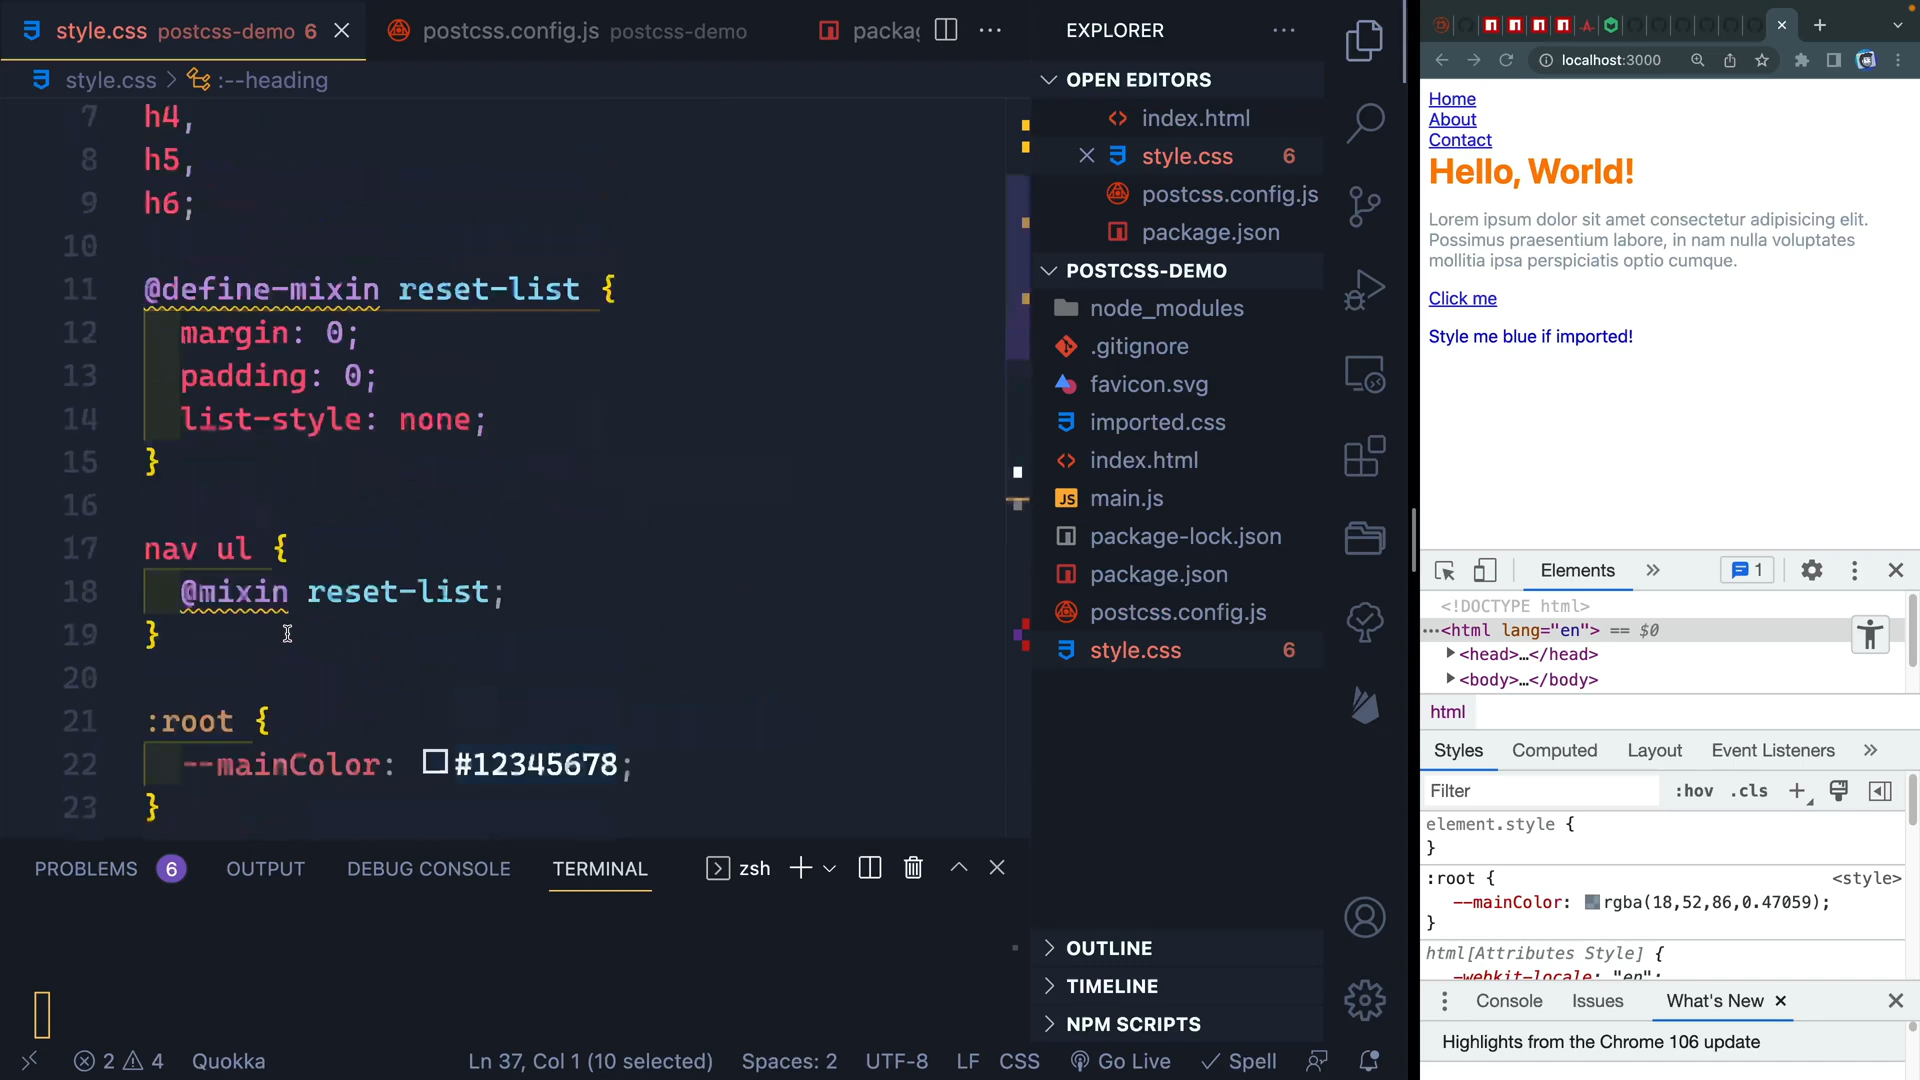 style.css postcss-demo 6
postcss.config.js postcss-demo
packag
style.css > :--heading
7 h4,
8 h5,
9 h6;
10
11 @define-mixin reset-list {
12 margin: 0;
13 padding: 0;
14 list-style: none;
15 }
16
17 nav ul {
18 @mixin reset-list;
19 }
20
21 :root {
22 --mainColor: #12345678;
23 }
PROBLEMS 6 OUTPUT DEBUG CONSOLE TERMINAL zsh
2 4 Quokka Ln 37, Col 1 (10 selected) Spaces: 2 UTF-8 LF CSS Go Live Spell
EXPLORER
OPEN EDITORS
index.html
style.css 6
postcss.config.js
package.json
POSTCSS-DEMO
node_modules
.gitignore
favicon.svg
imported.css
index.html
JS main.js
package-lock.json
package.json
postcss.config.js
style.css 6
OUTLINE
TIMELINE
NPM SCRIPTS
localhost:3000
Home
About
Contact
Hello, World!
Lorem ipsum dolor sit amet consectetur adipisicing elit.
Possimus praesentium labore, in nam nulla voluptates
mollitia ipsa perspiciatis optio cumque.
Click me
Style me blue if imported!
Elements » 1
<!DOCTYPE html>
⋯<html lang="en"> == $0
<head>…</head>
<body>…</body>
html
Styles Computed Layout Event Listeners »
Filter :hov .cls +
element.style {
}
:root { <style>
--mainColor: rgba(18,52,86,0.47059);
}
html[Attributes Style] {
-webkit-locale: "en";
Console Issues What's New
Highlights from the Chrome 106 update